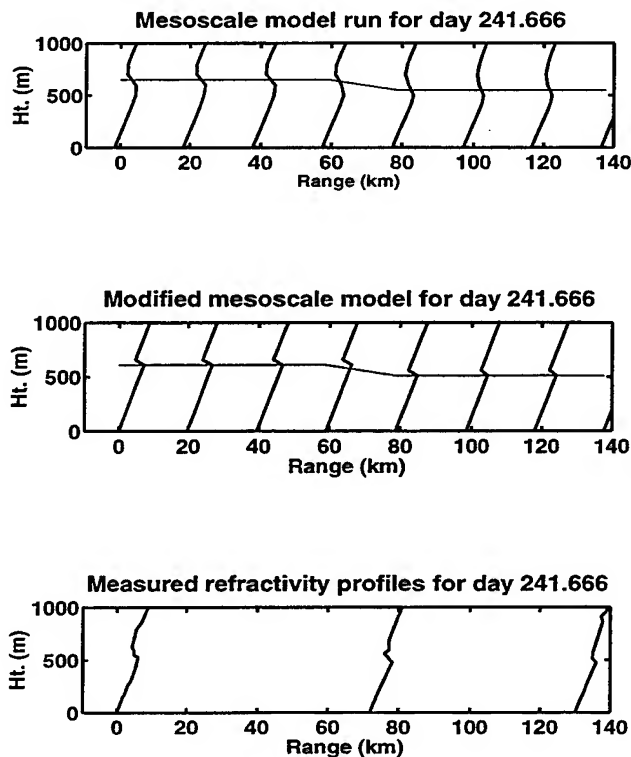 Mesoscale model run for day 241.666
1000
500
0
Ht. (m)
0 20 40 60 80 100 120 140
Range (km)
Modified mesoscale model for day 241.666
1000
500
0
Ht. (m)
0 20 40 60 80 100 120 140
Range (km)
Measured refractivity profiles for day 241.666
1000
500
0
Ht. (m)
0 20 40 60 80 100 120 140
Range (km)